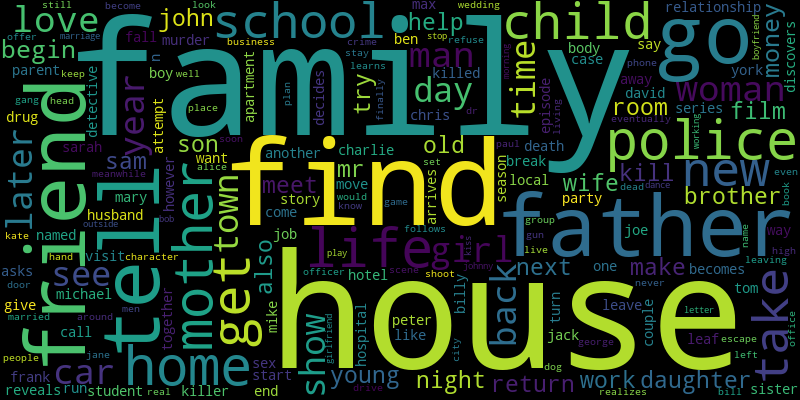 still become look
love john fall murder
school
max wedding
help
ben business
offer marriage
child
relationship
go
boyfriend
money
discovers
begin
family
man
killed
crime
stay
refuse stop
learns
say
phone
body
case
york
away
david
parent
keep
boy well
n
apartment
decides
try
day
time
episode
woman
gang head
drug
detective
year
attempt
place
plan
finally
chris
dr
morning
living
room
series
film
eventually
friend
later
sarah
meanwhile
sam
son
soon
want
another
charlie
old
find
paul
death
break
police
working
new
even
dead dance
book
kate
however
alice
mr
set
season
local
kill
mary
husband
named
tell
mother
town
meet
story
move
would
know
arrives
game
wife
party
brother
outside
bob
come
follows
father
group
gun
live
joe
name
way
high
hand
visit
character
get
also
job
play
life
girl
kiss
asks
door
see
michael
officer
scene
hotel
shoot
johnny
billy
back
next
one
make
becomes
never
leaving
take
give
married around
men
together
house
mike
show
girlfriend
hospital
peter
like
city
turn
jack
george
leave
couple
tom
letter
leaf
escape
left
office
call
people
jane
car
home
sex
start
young
drive
night
dog
return
work
daughter
frank
reveals
run
student
real
killer
end
realizes
bill
sister